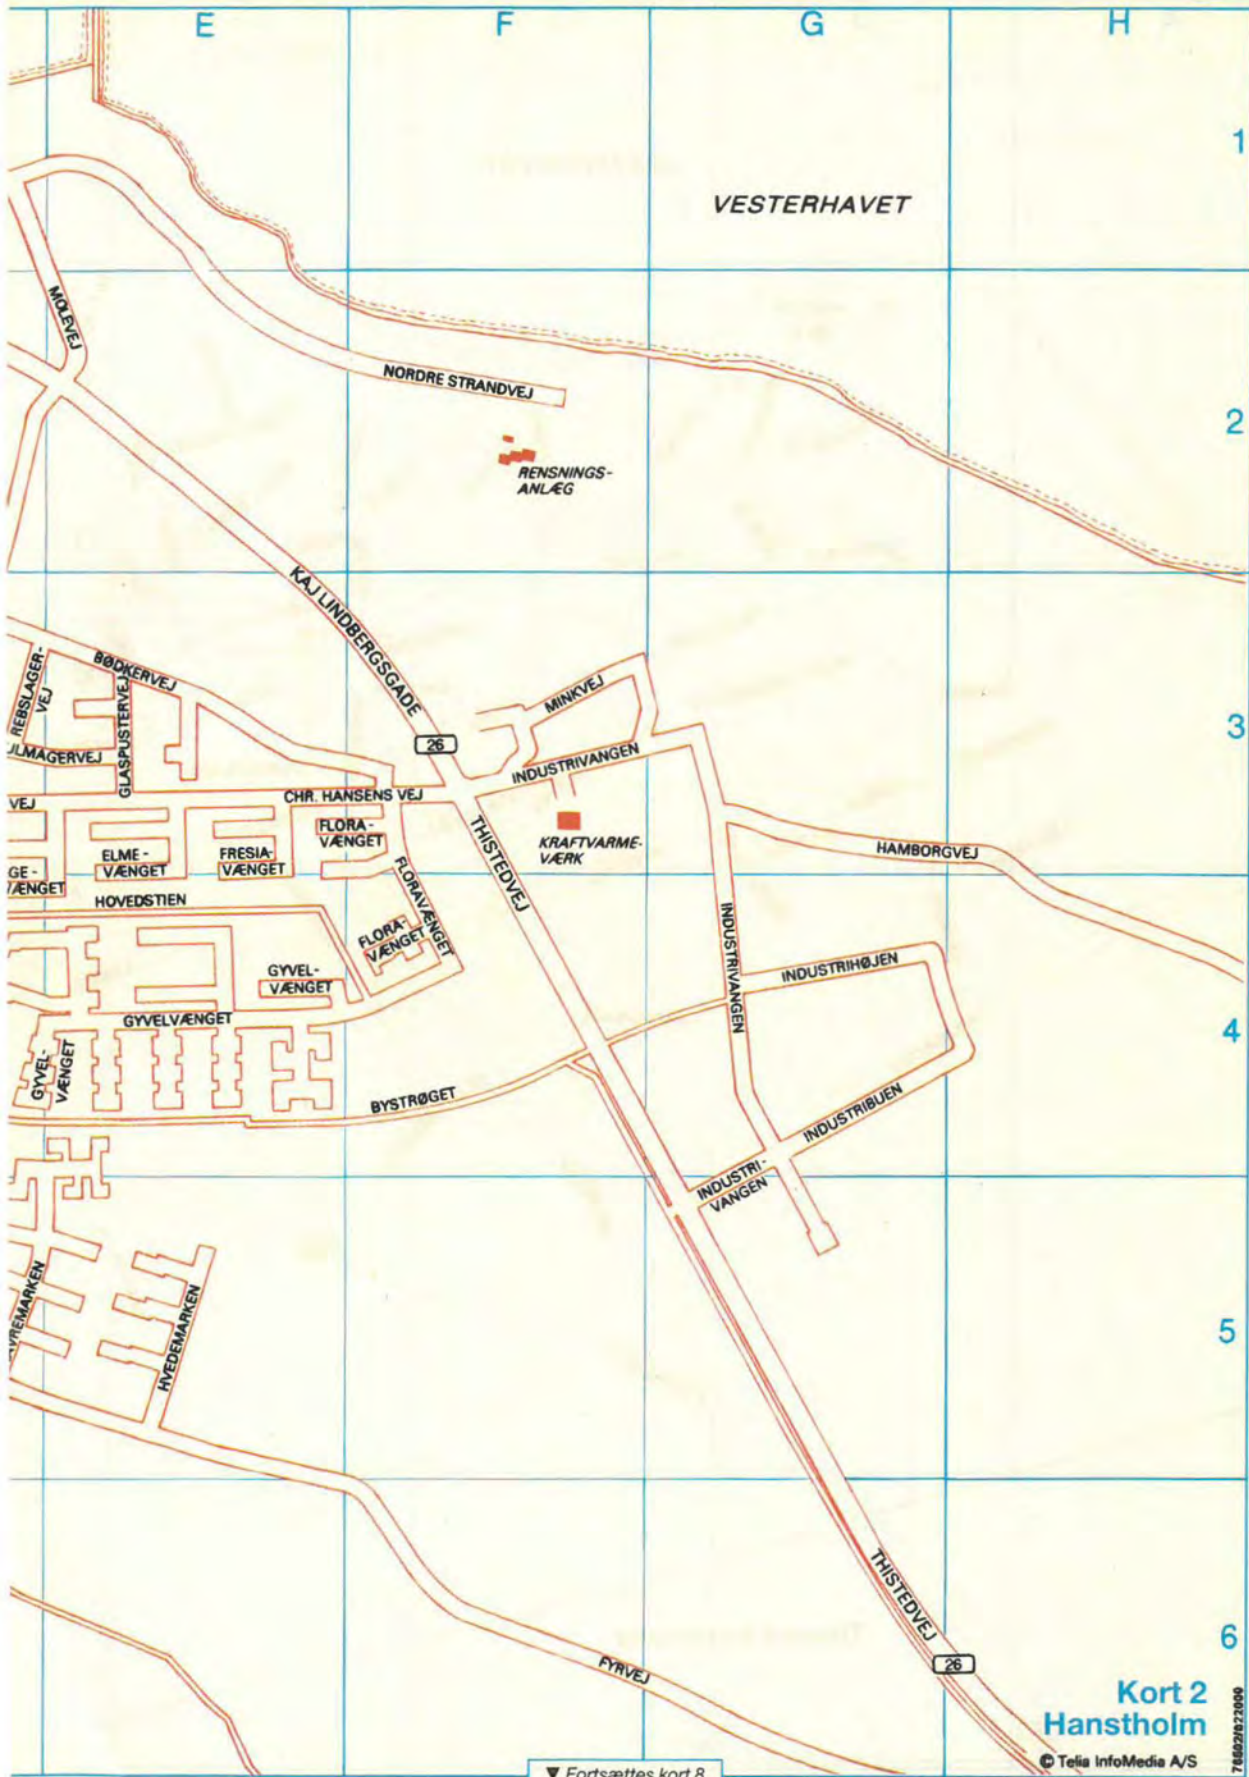 E
F
G
H
1
VESTERHAVET
MOLEVEJ
NORDRE STRANDVEJ
2
RENSNINGS-
ANLÆG
KAJ LINDBERGSGADE
BØDKERVEJ
REBSLAGER-
VEJ
GLASPUSTERVEJ
MINKVEJ
3
26
INDUSTRIVANGEN
JLMAGERVEJ
VEJ
CHR. HANSENS VEJ
FLORA-
VÆNGET
THISTEDVEJ
KRAFTVARME-
VÆRK
HAMBORGVEJ
ELME-
VÆNGET
FRESIA-
VÆNGET
GE-
VÆNGET
FLORAVÆNGET
HOVEDSTIEN
FLORA-
VÆNGET
INDUSTRIVANGEN
INDUSTRIHØJEN
GYVEL-
VÆNGET
GYVELVÆNGET
4
GYVEL-
VÆNGET
BYSTRØGET
INDUSTRIBUEN
INDUSTRI-
VANGEN
AVREMARKEN
HVEDEMARKEN
5
THISTEDVEJ
6
26
FYRVEJ
Kort 2
Hanstholm
© Telia InfoMedia A/S
▼ Fortsættes kort 8